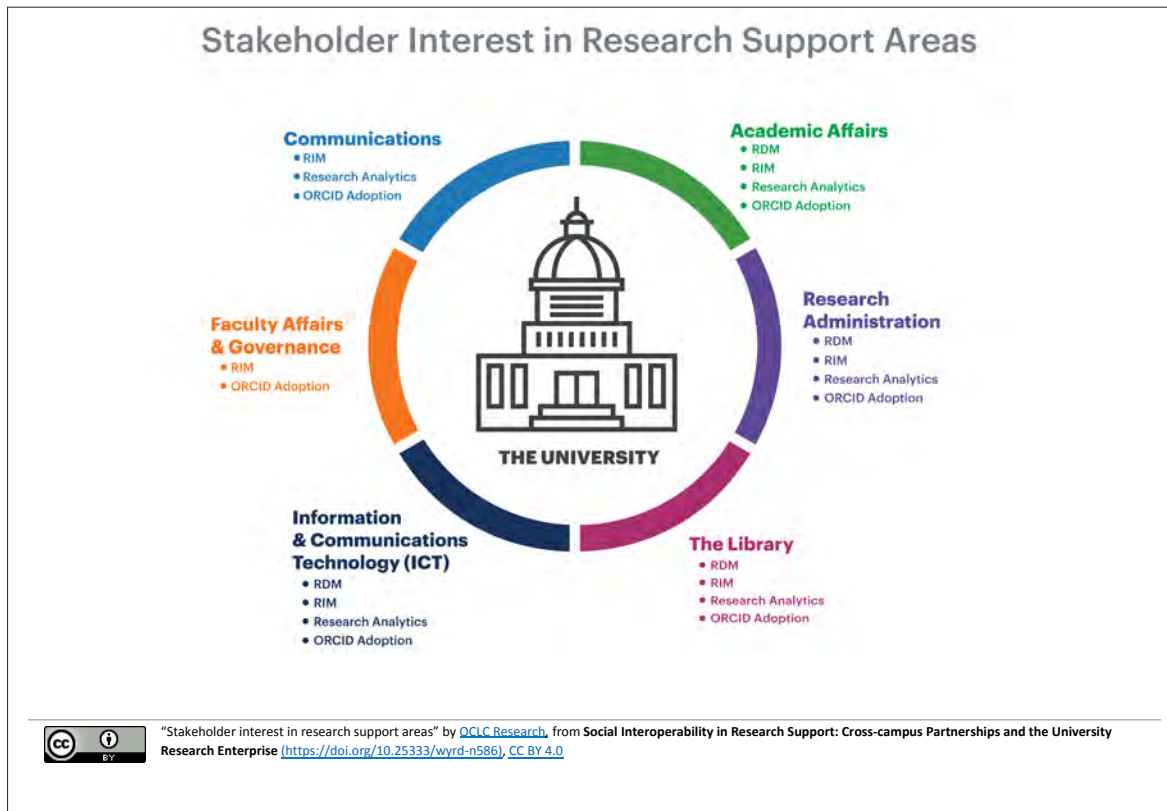 Stakeholder Interest in Research Support Areas
Communications
• RIM
• Research Analytics
• ORCID Adoption
Academic Affairs
• RDM
• RIM
• Research Analytics
• ORCID Adoption
Faculty Affairs
& Governance
• RIM
• ORCID Adoption
Research
Administration
• RDM
• RIM
• Research Analytics
• ORCID Adoption
THE UNIVERSITY
Information
& Communications
Technology (ICT)
• RDM
• RIM
• Research Analytics
• ORCID Adoption
The Library
• RDM
• RIM
• Research Analytics
• ORCID Adoption
cc
BY
“Stakeholder interest in research support areas” by OCLC Research, from Social Interoperability in Research Support: Cross-campus Partnerships and the University
Research Enterprise (https://doi.org/10.25333/wyrd-n586), CC BY 4.0